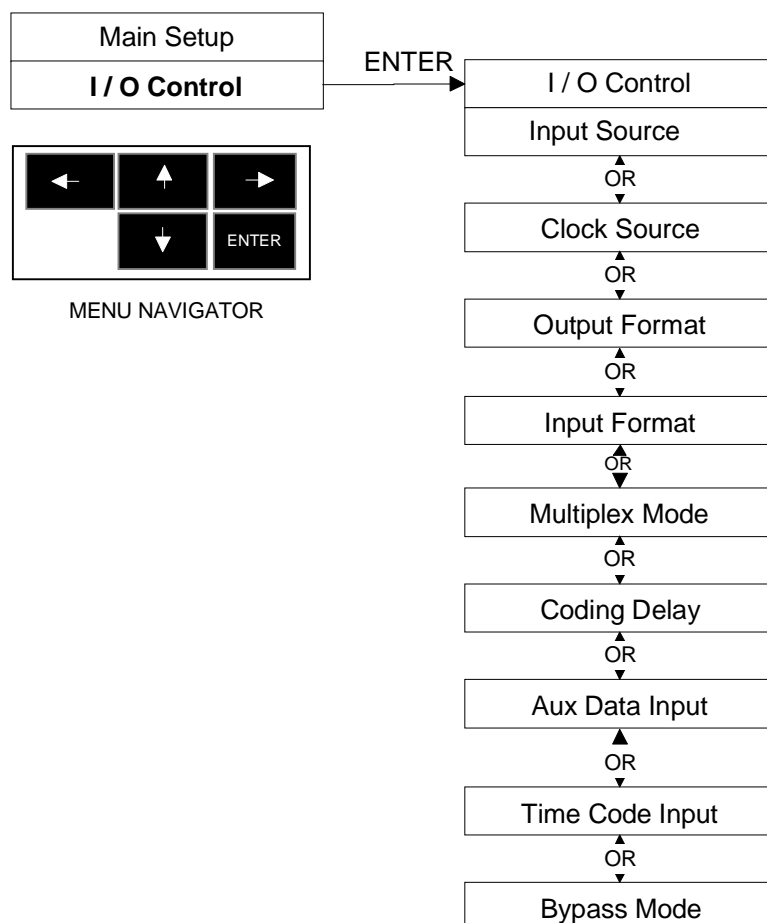 Main Setup
I / O Control
ENTER
I / O Control
Input Source
OR
Clock Source
OR
Output Format
OR
Input Format
OR
Multiplex Mode
OR
Coding Delay
OR
Aux Data Input
OR
Time Code Input
OR
Bypass Mode
ENTER
MENU NAVIGATOR